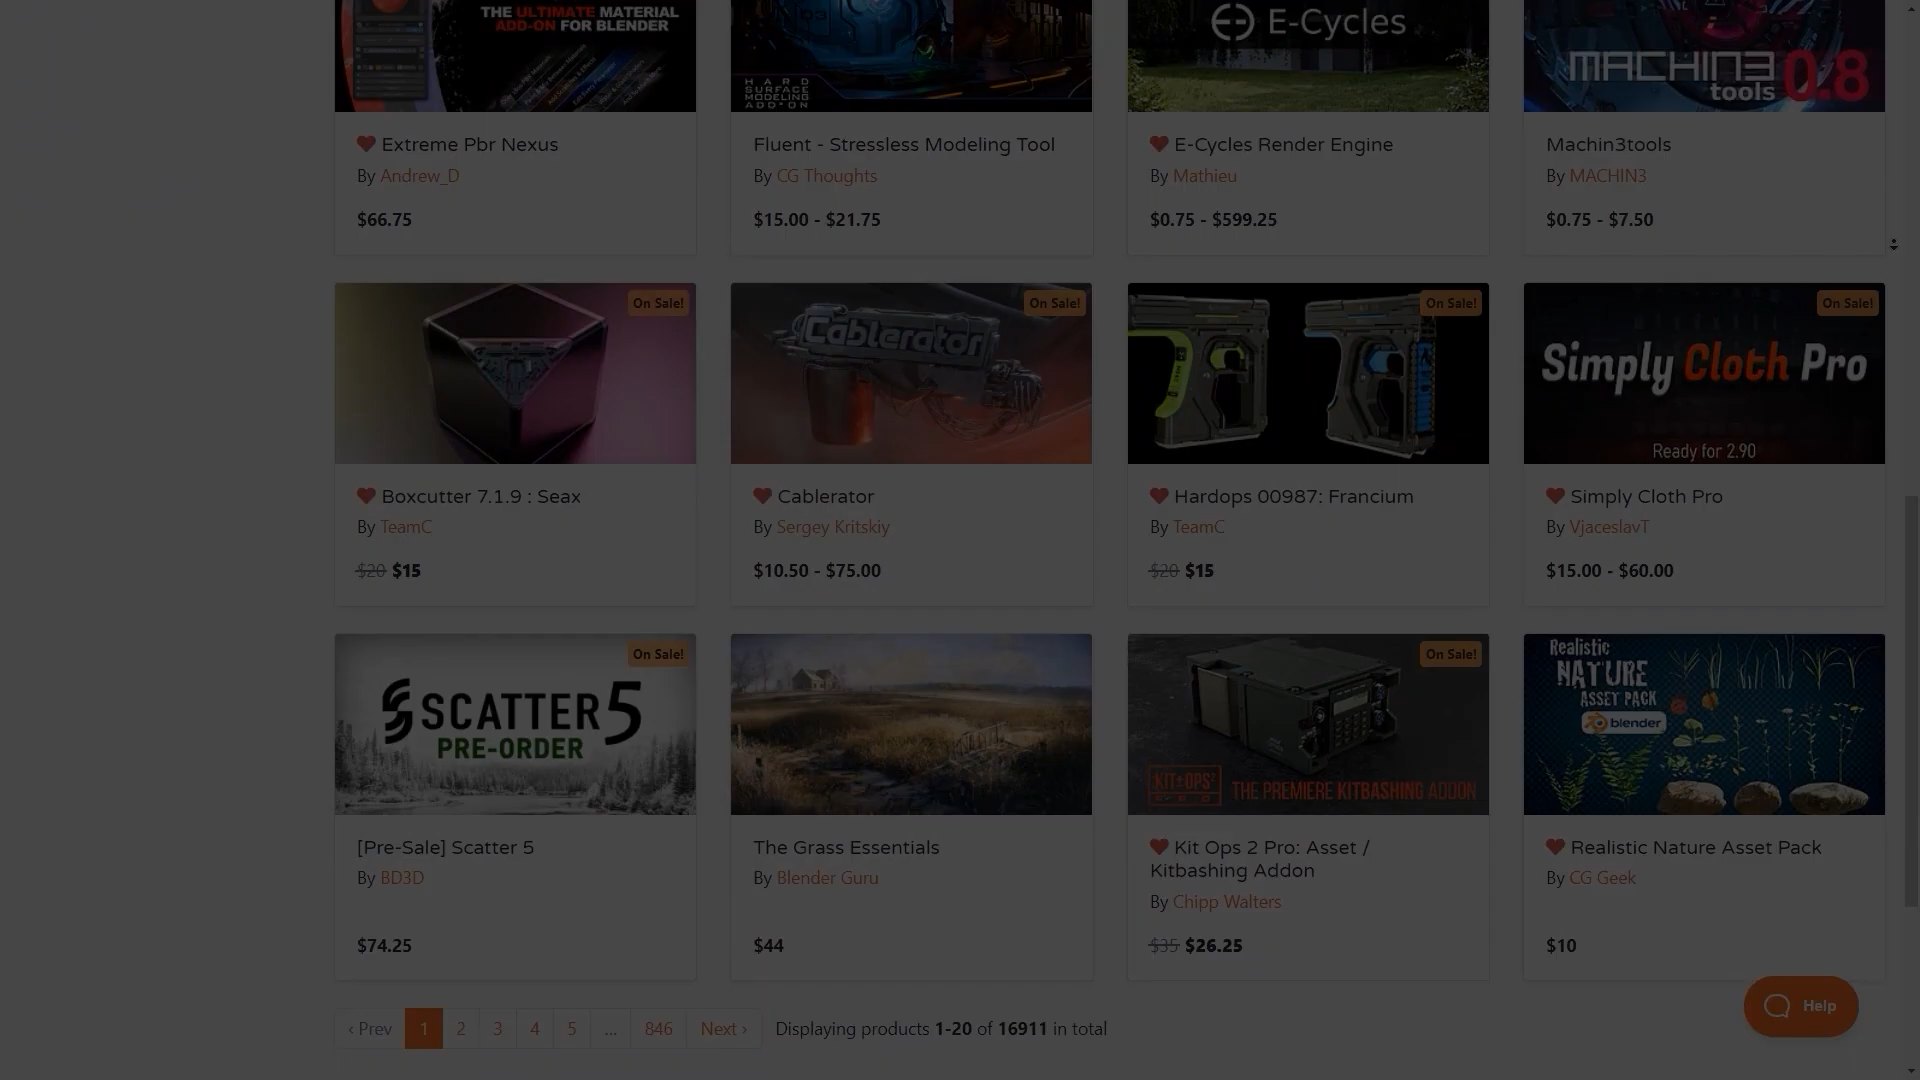 THE ULTIMATE MATERIAL
ADD-ON FOR BLENDER
HARD
SURFACE
MODELING
ADD*ON
E-Cycles
MACHIN3
tools 0.8
Extreme Pbr Nexus
By Andrew_D
$66.75
Fluent - Stressless Modeling Tool
By CG Thoughts
$15.00 - $21.75
E-Cycles Render Engine
By Mathieu
$0.75 - $599.25
Machin3tools
By MACHIN3
$0.75 - $7.50
On Sale!
Boxcutter 7.1.9 : Seax
By TeamC
$20 $15
On Sale!
Cablerator
Cablerator
By Sergey Kritskiy
$10.50 - $75.00
On Sale!
Hardops 00987: Francium
By TeamC
$20 $15
On Sale!
Simply Cloth Pro
Ready for 2.90
Simply Cloth Pro
By VjaceslavT
$15.00 - $60.00
On Sale!
SCATTER 5
PRE-ORDER
[Pre-Sale] Scatter 5
By BD3D
$74.25
The Grass Essentials
By Blender Guru
$44
On Sale!
KIT OPS 2
PRO
THE PREMIERE KITBASHING ADDON
Kit Ops 2 Pro: Asset /
Kitbashing Addon
By Chipp Walters
$35 $26.25
Realistic
NATURE
ASSET PACK
blender
Realistic Nature Asset Pack
By CG Geek
$10
Help
‹ Prev 1 2 3 4 5 ... 846 Next › Displaying products 1-20 of 16911 in total